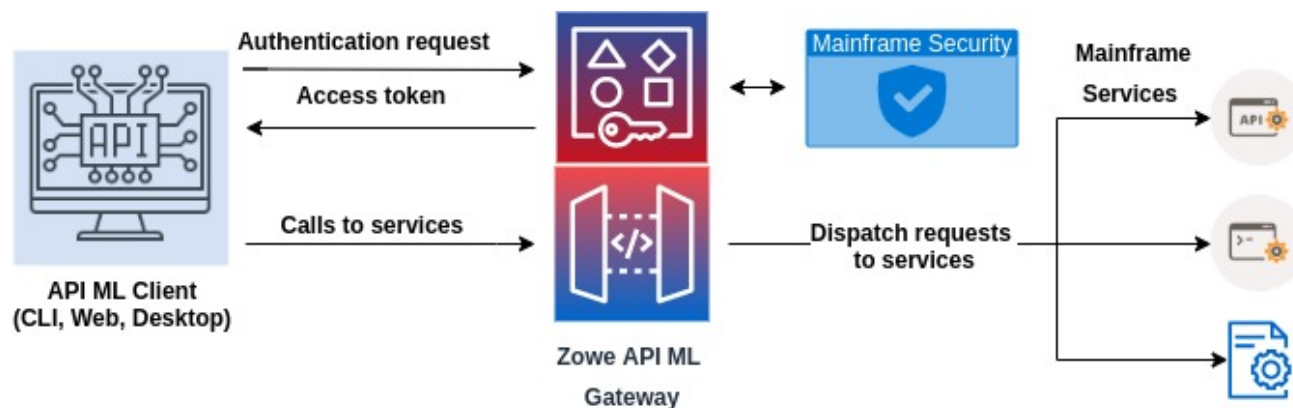 Authentication request
Access token
Calls to services
API
API ML Client
(CLI, Web, Desktop)
</>
Zowe API ML
Gateway
Mainframe Security
Dispatch requests
to services
Mainframe
Services
API
>-